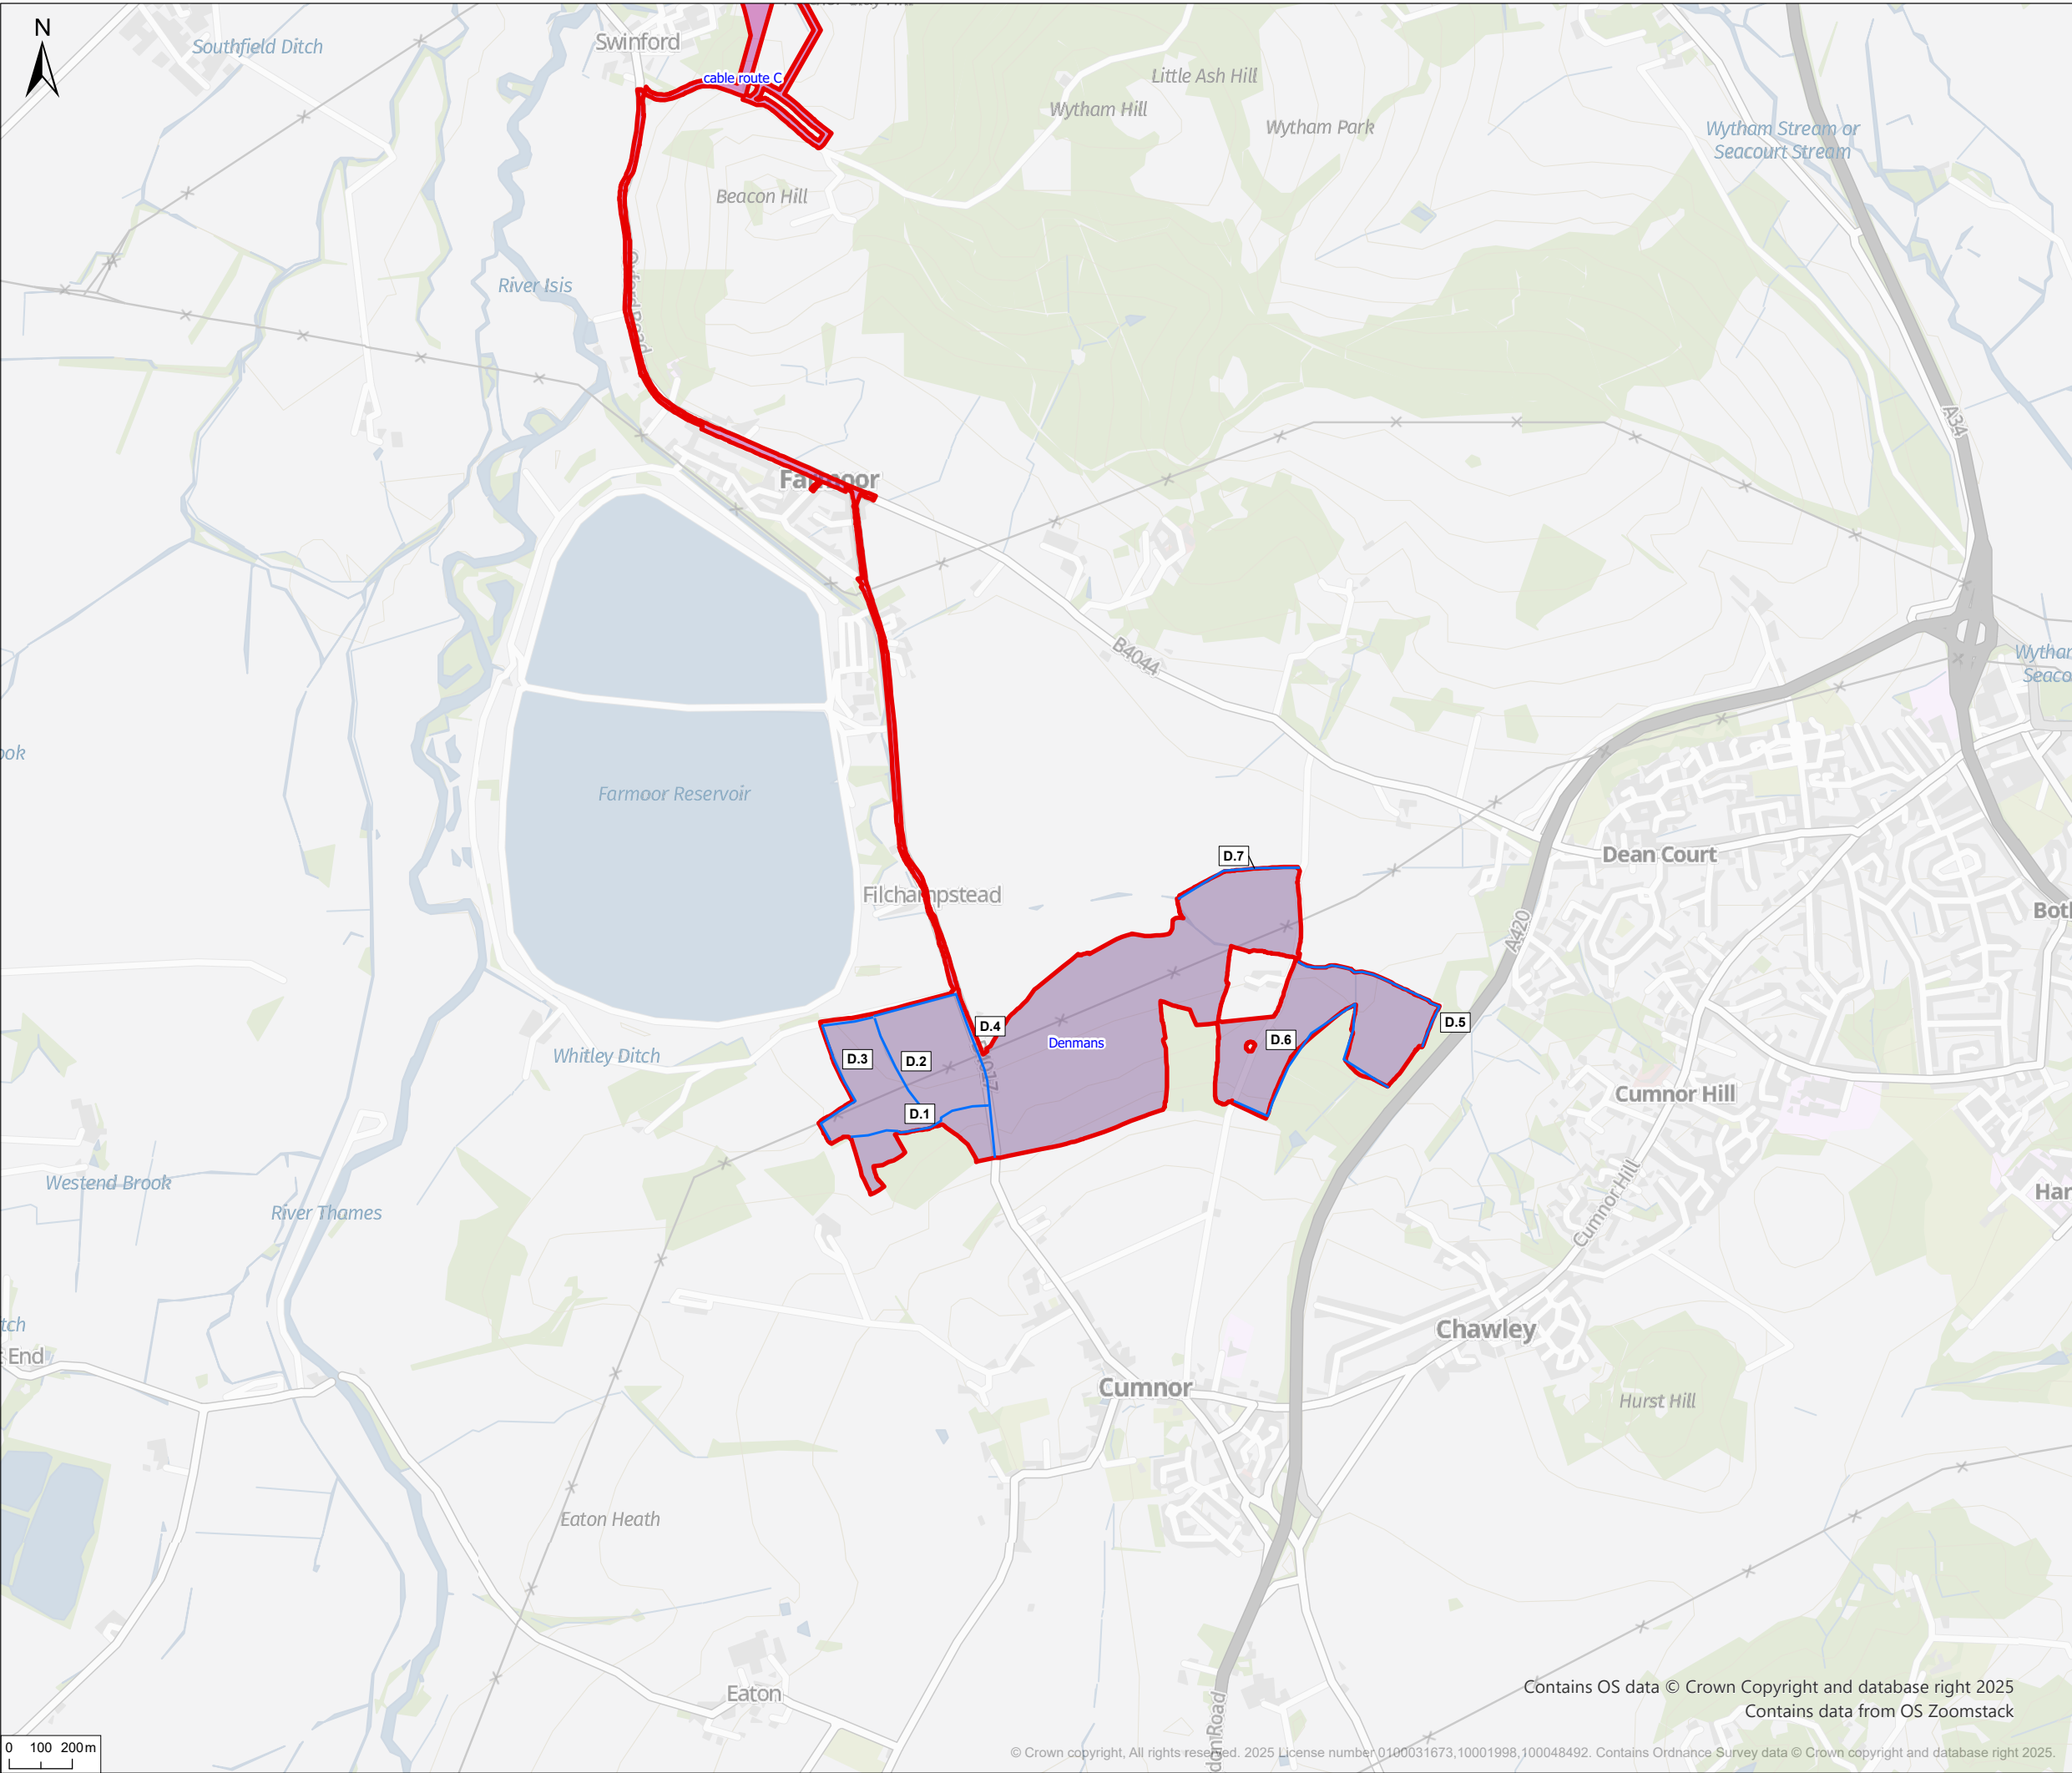 N
Southfield Ditch
Swinford
cable route C
Little Ash Hill
Wytham Hill
Wytham Park
Wytham Stream or
Seacourt Stream
Beacon Hill
River Isis
Oxford Road
A34
Farmoor
B4044
Farmoor Reservoir
Filchampstead
D.7
Dean Court
A420
D.5
D.4
D.6
Denmans
D.3
D.2
D.1
Whitley Ditch
Cumnor Hill
Cumnor Hill
Westend Brook
River Thames
End
Chawley
Cumnor
Hurst Hill
Eaton Heath
Eaton
Road
Contains OS data © Crown Copyright and database right 2025
Contains data from OS Zoomstack
0 100 200m
© Crown copyright, All rights reserved. 2025 License number 0100031673,10001998,100048492. Contains Ordnance Survey data © Crown copyright and database right 2025.